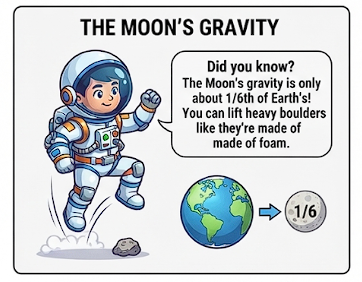 THE MOON'S GRAVITY
Did you know?
The Moon's gravity is only
about 1/6th of Earth's!
You can lift heavy boulders
like they're made of
made of foam.
1/6